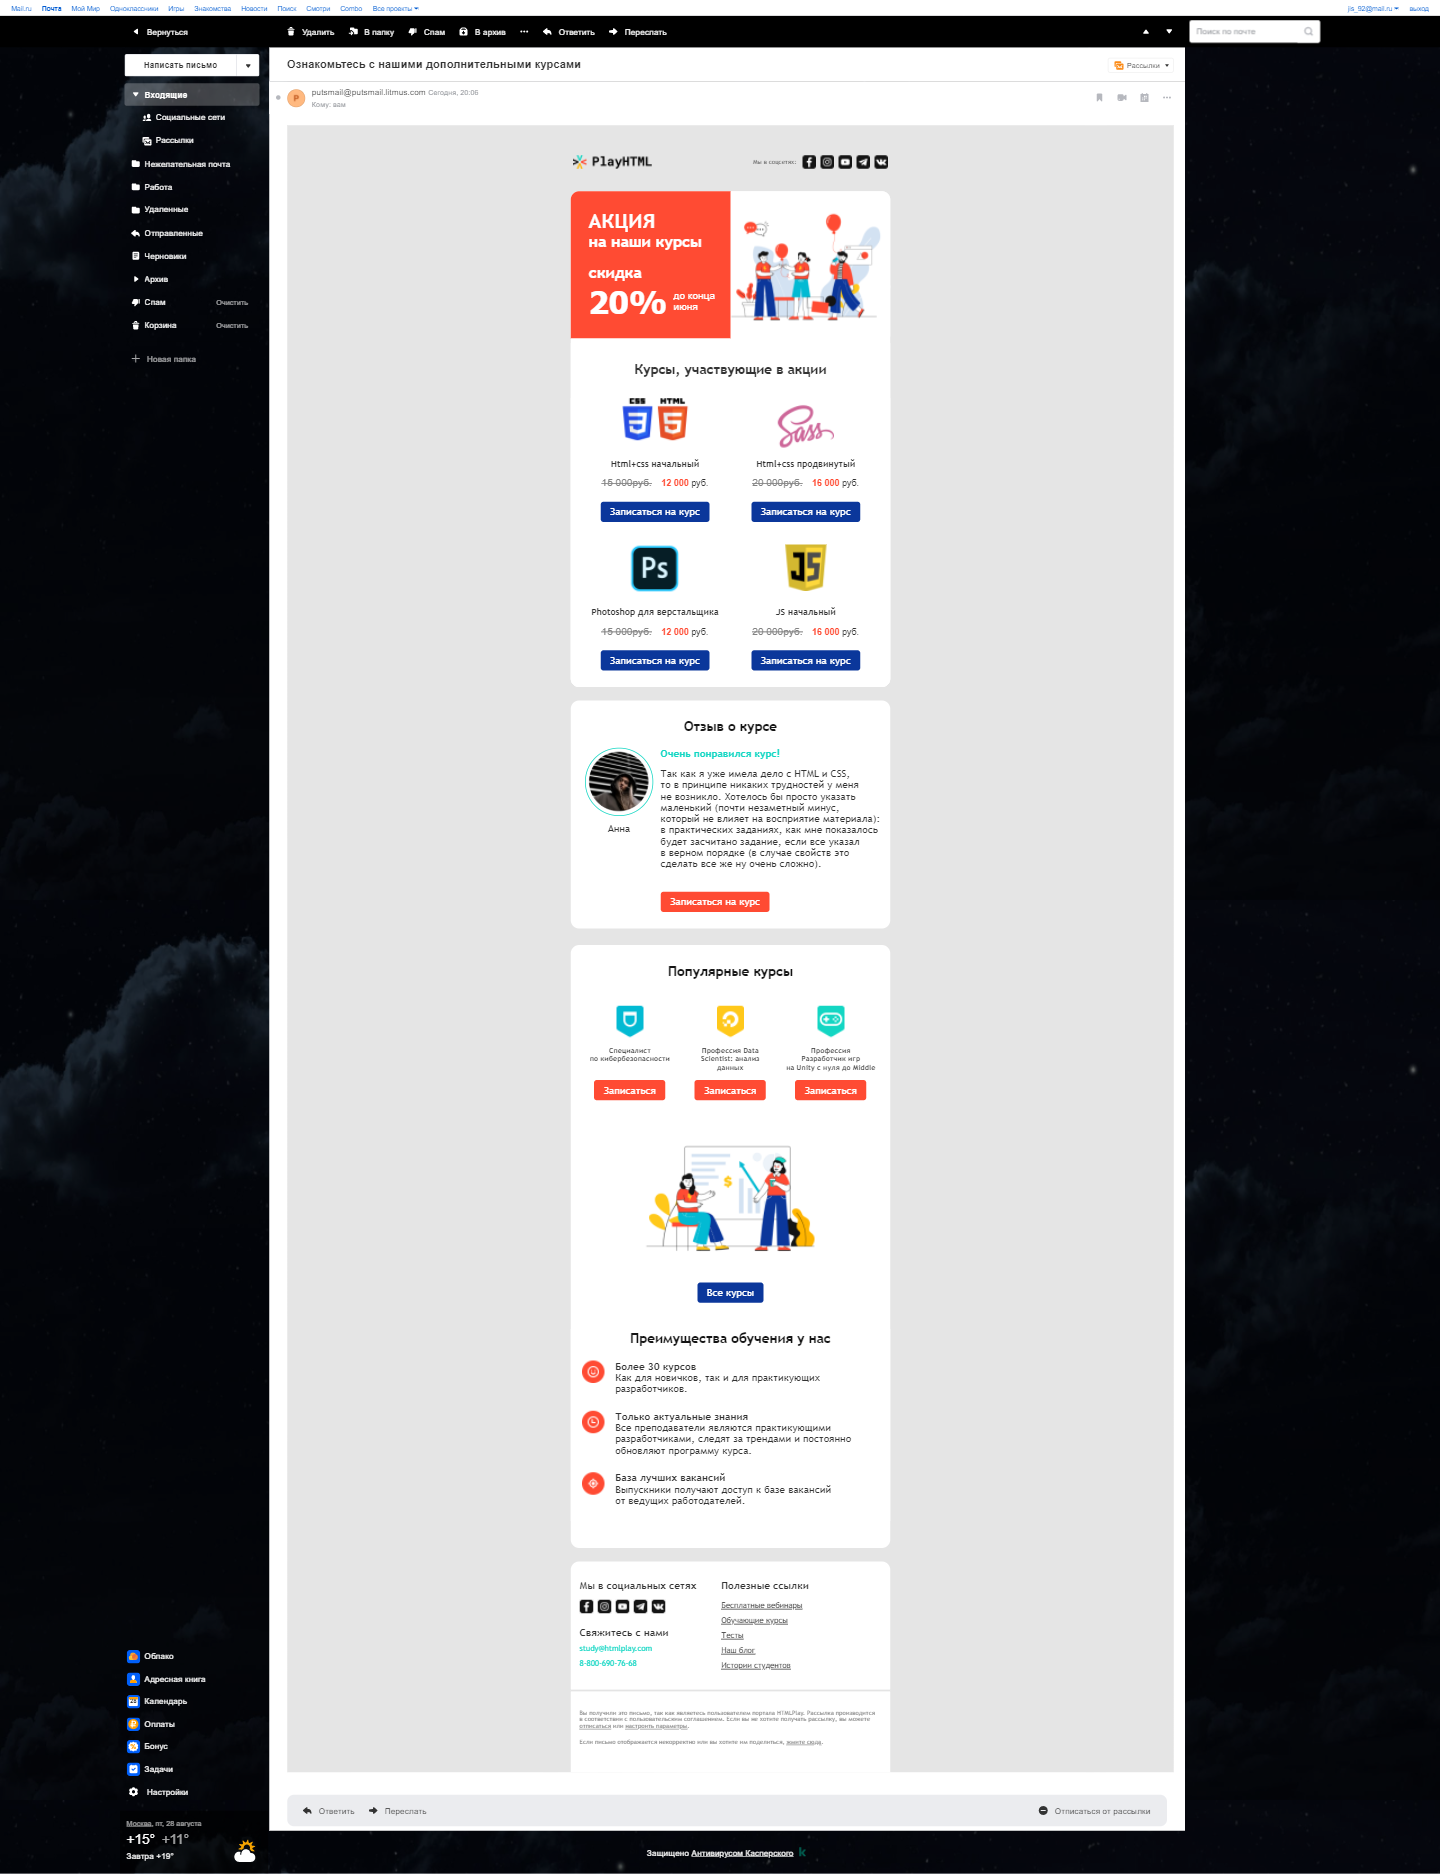 Mail.ru Почта Мой Мир Одноклассники Игры Знакомства Новости Поиск Смотри Combo Все проекты
jls_92@mail.ru выход
Вернуться
Удалить В папку Спам В архив Ответить Переслать
Поиск по почте
Написать письмо
Входящие
Социальные сети
Рассылки
Нежелательная почта
Работа
Удаленные
Отправленные
Черновики
Архив
Спам Очистить
Корзина Очистить
Новая папка
Ознакомьтесь с нашими дополнительными курсами
Рассылки
P
putsmail@putsmail.litmus.com Сегодня, 20:06
Кому: вам
PlayHTML
Мы в соцсетях:
АКЦИЯ
на наши курсы
скидка
20% до конца
июня
Курсы, участвующие в акции
CSS HTML
Sass
Html+css начальный
Html+css продвинутый
15 000руб. 12 000 руб.
20 000руб. 16 000 руб.
Записаться на курс
Записаться на курс
Ps
JS
Photoshop для верстальщика
JS начальный
15 000руб. 12 000 руб.
20 000руб. 16 000 руб.
Записаться на курс
Записаться на курс
Отзыв о курсе
Анна
Очень понравился курс!
Так как я уже имела дело с HTML и CSS,
то в принципе никаких трудностей у меня
не возникло. Хотелось бы просто указать
маленький (почти незаметный минус,
который не влияет на восприятие материала):
в практических заданиях, как мне показалось
будет засчитано задание, если все указал
в верном порядке (в случае свойств это
сделать все же ну очень сложно).
Записаться на курс
Популярные курсы
Специалист
по кибербезопасности
Профессия Data
Scientist: анализ
данных
Профессия
Разработчик игр
на Unity с нуля до Middle
Записаться
Записаться
Записаться
$
Все курсы
Преимущества обучения у нас
Более 30 курсов
Как для новичков, так и для практикующих
разработчиков.
Только актуальные знания
Все преподаватели являются практикующими
разработчиками, следят за трендами и постоянно
обновляют программу курса.
База лучших вакансий
Выпускники получают доступ к базе вакансий
от ведущих работодателей.
Мы в социальных сетях
Свяжитесь с нами
study@htmlplay.com
8-800-690-76-68
Полезные ссылки
Бесплатные вебинары
Обучающие курсы
Тесты
Наш блог
Истории студентов
Вы получили это письмо, так как являетесь пользователем портала HTMLPlay. Рассылка производится
в соответствии с пользовательским соглашением. Если вы не хотите получать рассылку, вы можете
отписаться или настроить параметры.
Если письмо отображается некорректно или вы хотите им поделиться, жмите сюда.
Облако
Адресная книга
28 Календарь
Оплаты
Бонус
Задачи
Настройки
Москва, пт, 28 августа
+15° +11°
Завтра +19°
Ответить Переслать
Отписаться от рассылки
Защищено Антивирусом Касперского k